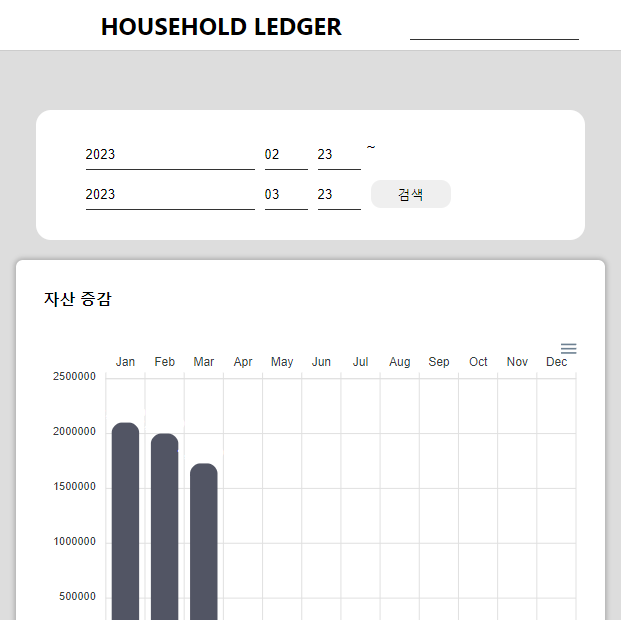 HOUSEHOLD LEDGER
2023 02 23 ~
2023 03 23 검색
자산 증감
Jan Feb Mar Apr May Jun Jul Aug Sep Oct Nov Dec
2500000
2000000
1500000
1000000
500000